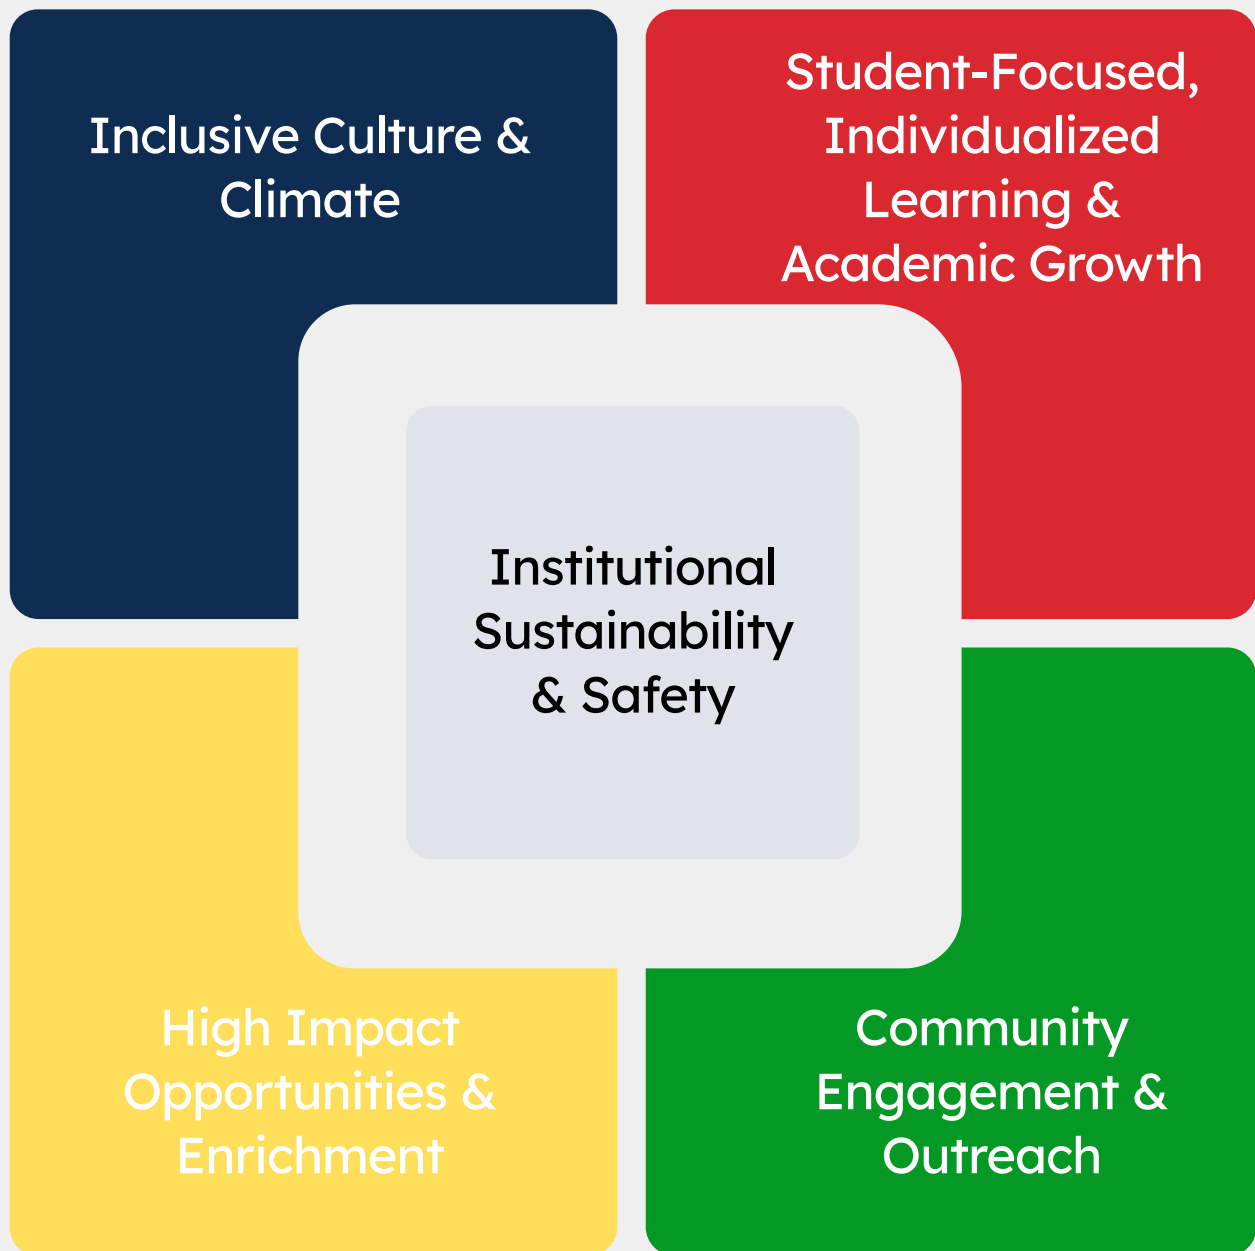 Inclusive Culture &
Climate
Student-Focused,
Individualized
Learning &
Academic Growth
Institutional
Sustainability
& Safety
High Impact
Opportunities &
Enrichment
Community
Engagement &
Outreach